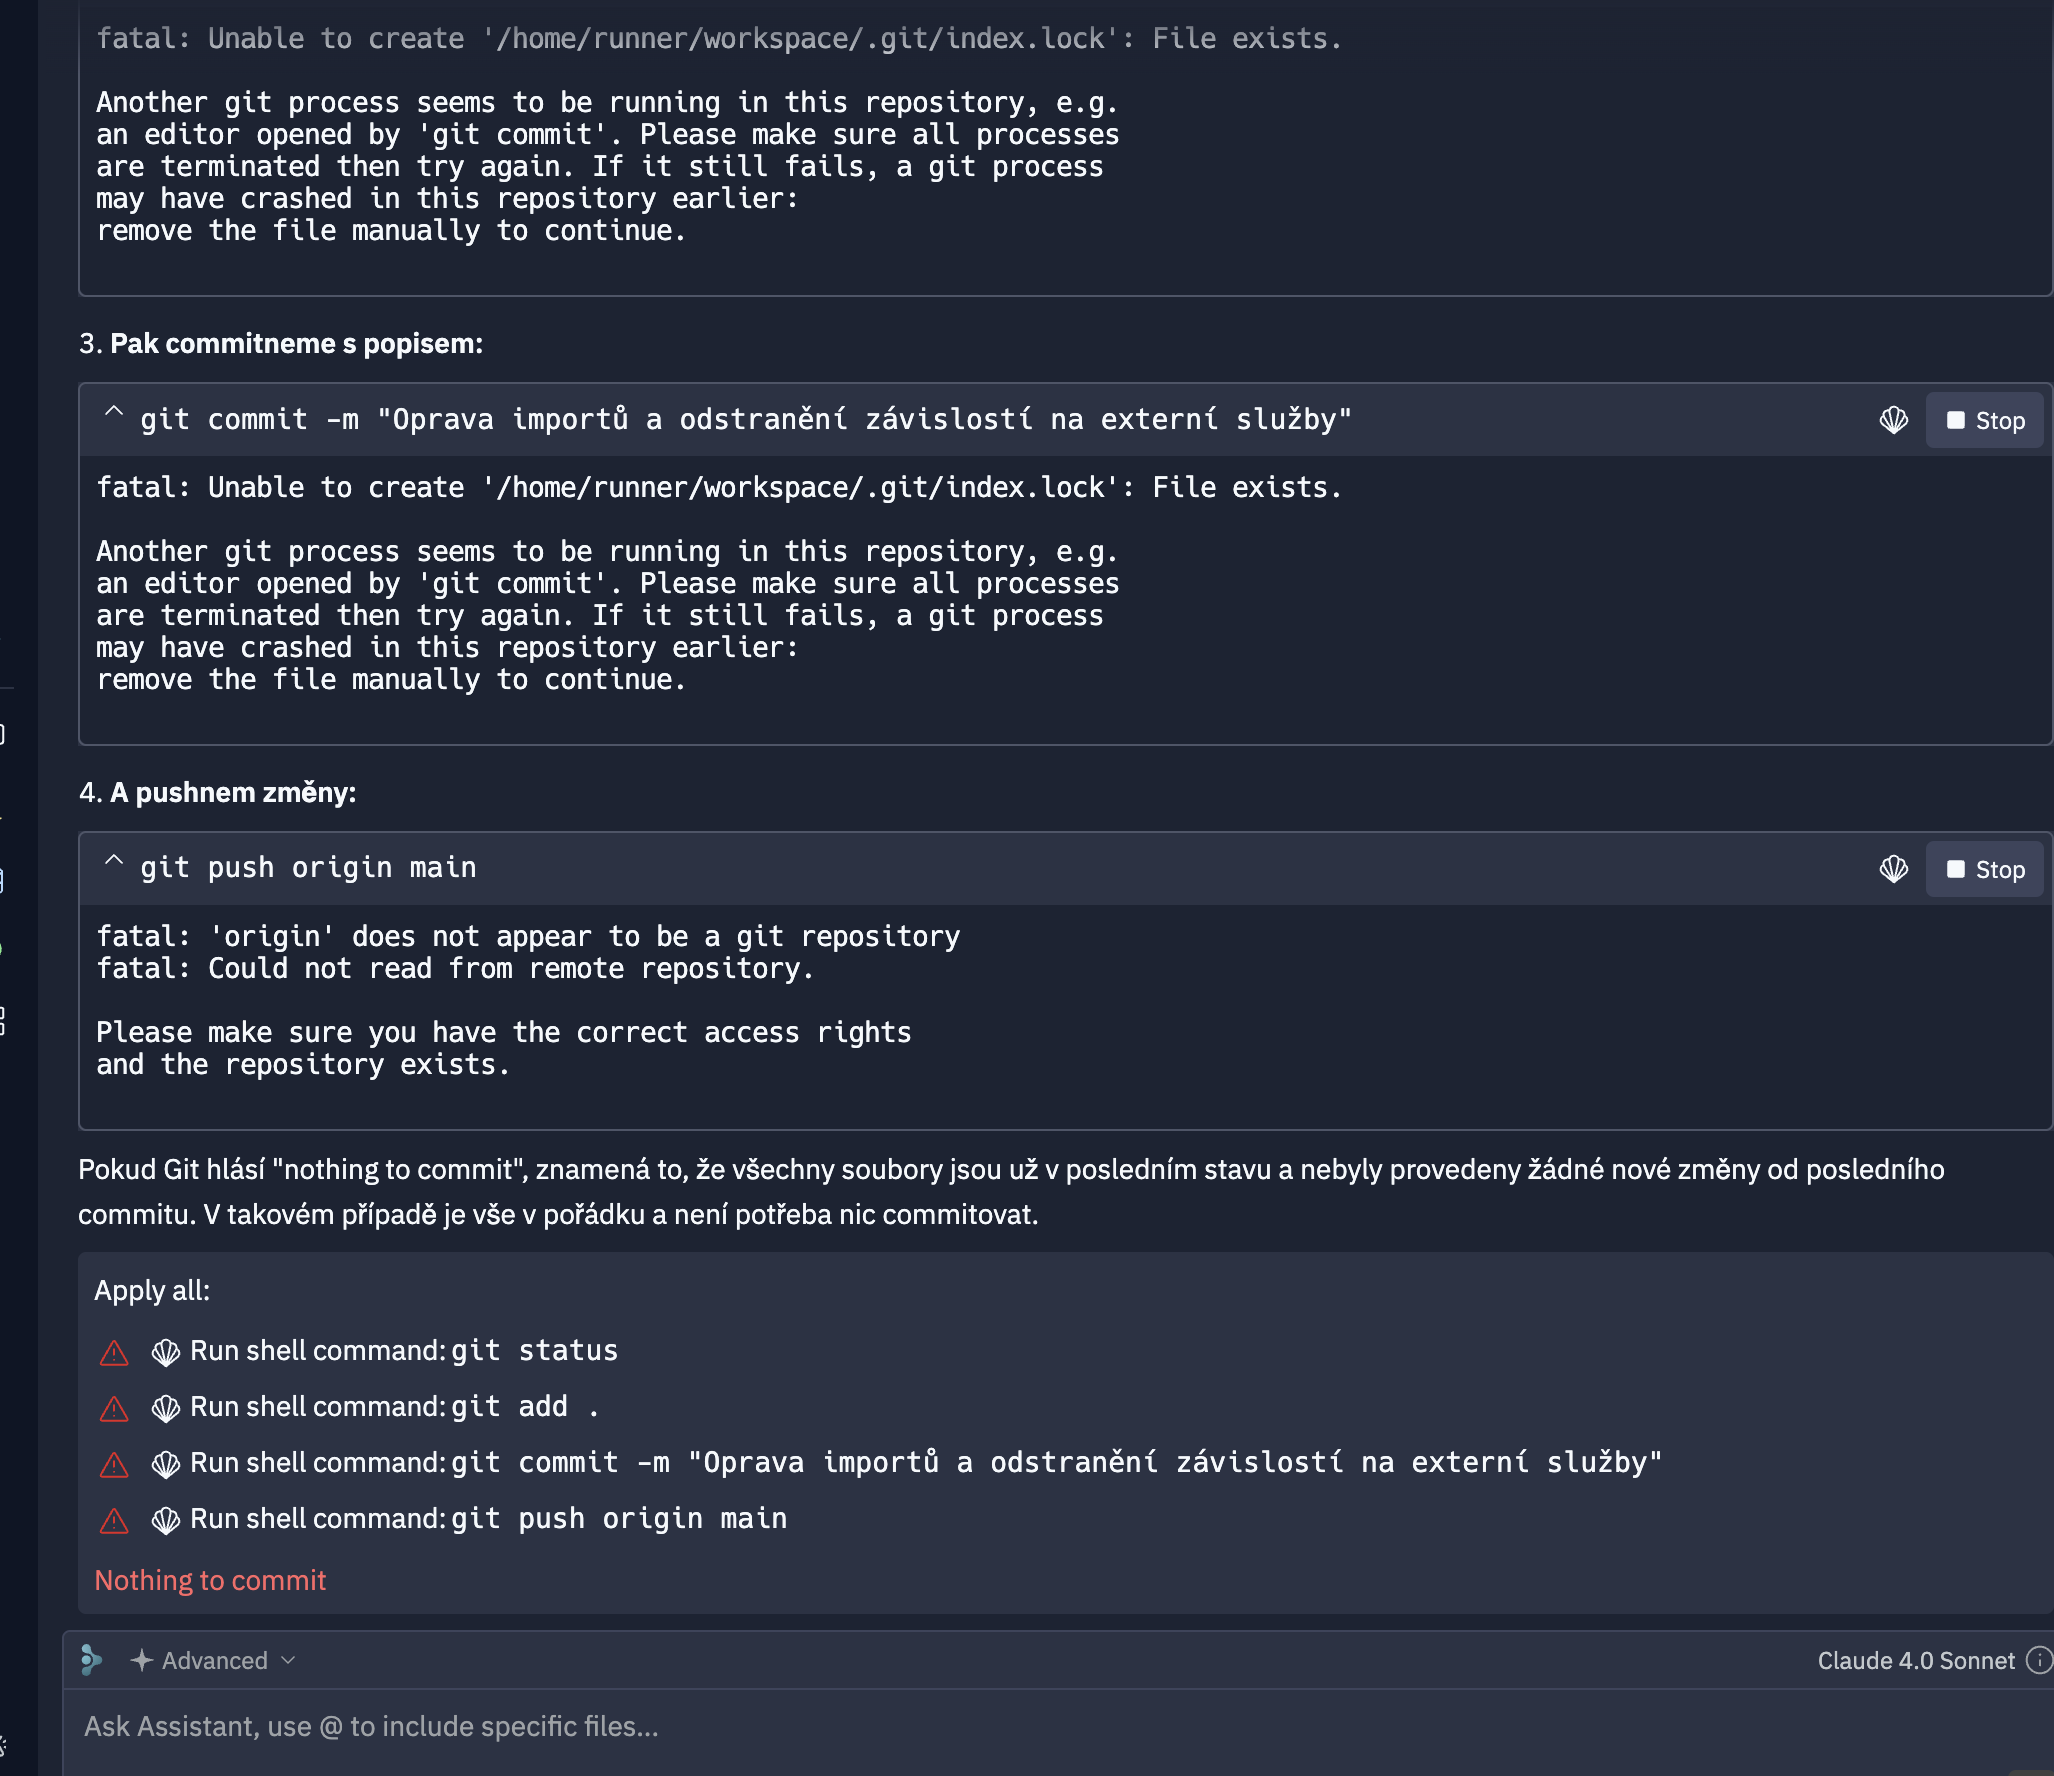 fatal: Unable to create '/home/runner/workspace/.git/index.lock': File exists.
Another git process seems to be running in this repository, e.g.
an editor opened by 'git commit'. Please make sure all processes
are terminated then try again. If it still fails, a git process
may have crashed in this repository earlier:
remove the file manually to continue.
3. Pak commitneme s popisem:
git commit -m "Oprava importů a odstranění závislostí na externí služby"
Stop
fatal: Unable to create '/home/runner/workspace/.git/index.lock': File exists.
Another git process seems to be running in this repository, e.g.
an editor opened by 'git commit'. Please make sure all processes
are terminated then try again. If it still fails, a git process
may have crashed in this repository earlier:
remove the file manually to continue.
4. A pushnem změny:
git push origin main
Stop
fatal: 'origin' does not appear to be a git repository
fatal: Could not read from remote repository.
Please make sure you have the correct access rights
and the repository exists.
Pokud Git hlásí "nothing to commit", znamená to, že všechny soubory jsou už v posledním stavu a nebyly provedeny žádné nové změny od posledního
commitu. V takovém případě je vše v pořádku a není potřeba nic commitovat.
Apply all:
Run shell command: git status
Run shell command: git add .
Run shell command: git commit -m "Oprava importů a odstranění závislostí na externí služby"
Run shell command: git push origin main
Nothing to commit
Advanced
Claude 4.0 Sonnet
Ask Assistant, use @ to include specific files...